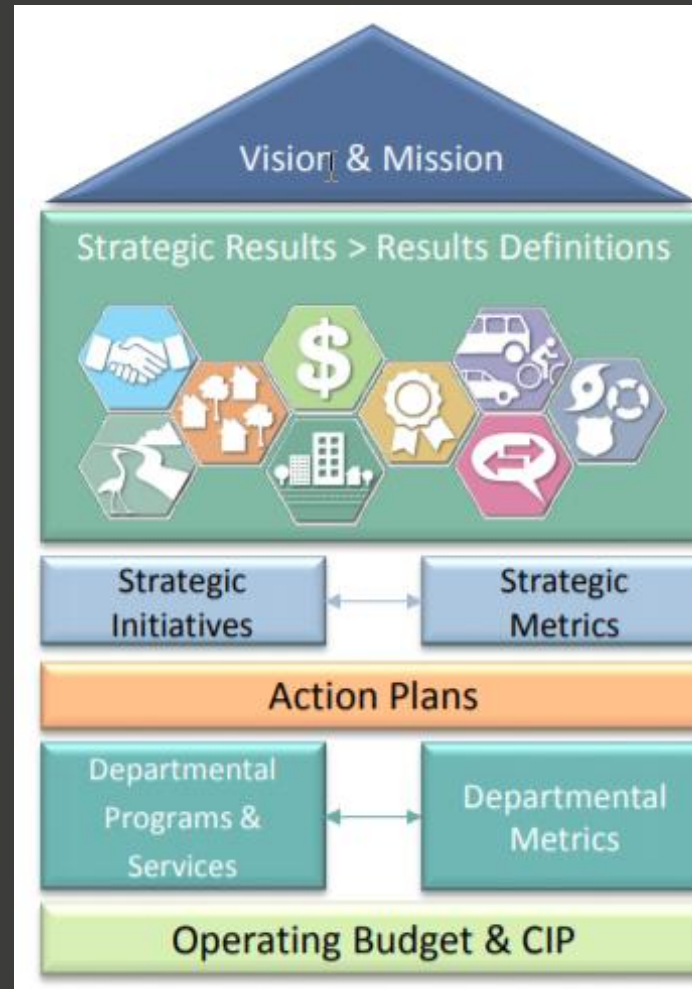 Vision & Mission
Strategic Results > Results Definitions
$
Strategic
Initiatives
Strategic
Metrics
Action Plans
Departmental
Programs &
Services
Departmental
Metrics
Operating Budget & CIP